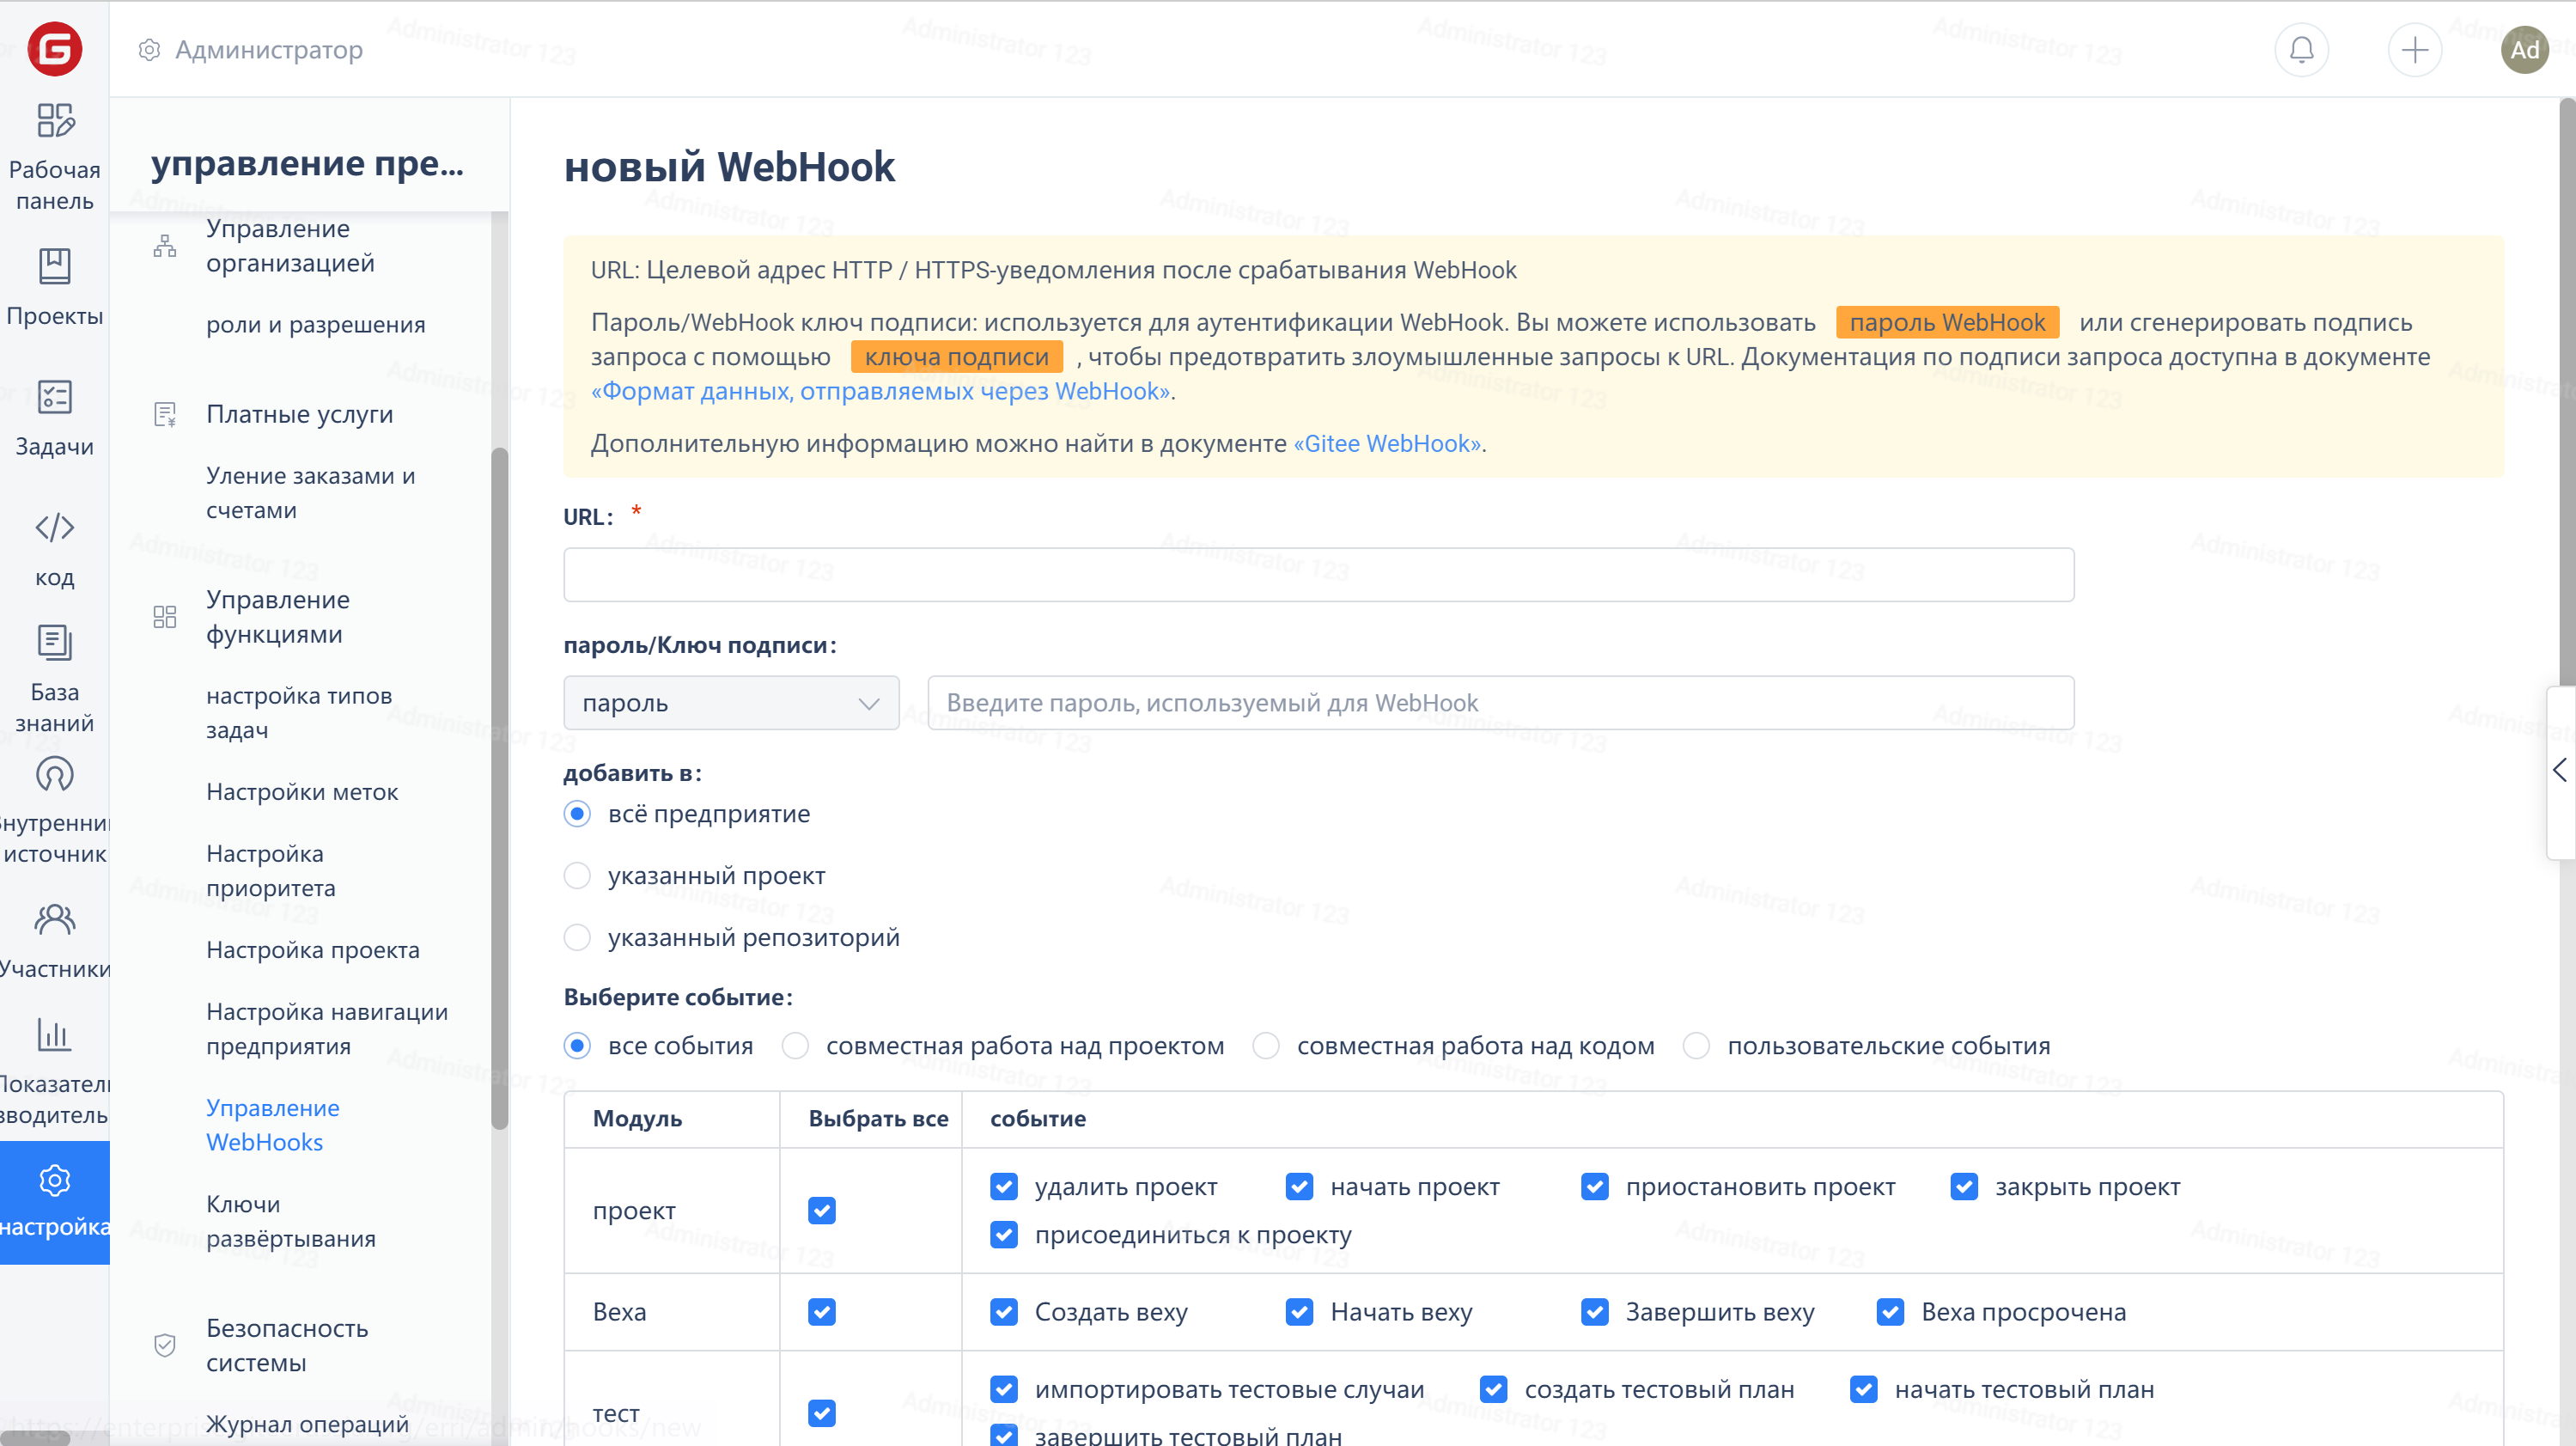 Администратор
Ad
Рабочая
панель
Проекты
Задачи
код
База
знаний
нутренни
источник
Участники
Показател
зводитель
настройка
управление пре...
Управление
организацией
роли и разрешения
Платные услуги
Уление заказами и
счетами
Управление
функциями
настройка типов
задач
Настройки меток
Настройка
приоритета
Настройка проекта
Настройка навигации
предприятия
Управление
WebHooks
Ключи
развёртывания
Безопасность
системы
Журнал операций
новый WebHook
URL: Целевой адрес HTTP / HTTPS-уведомления после срабатывания WebHook
Пароль/WebHook ключ подписи: используется для аутентификации WebHook. Вы можете использовать пароль WebHook или сгенерировать подпись
запроса с помощью ключа подписи , чтобы предотвратить злоумышленные запросы к URL. Документация по подписи запроса доступна в документе
«Формат данных, отправляемых через WebHook».
Дополнительную информацию можно найти в документе «Gitee WebHook».
URL: *
пароль/Ключ подписи:
пароль
Введите пароль, используемый для WebHook
добавить в:
всё предприятие
указанный проект
указанный репозиторий
Выберите событие:
все события совместная работа над проектом совместная работа над кодом пользовательские события
Модуль Выбрать все событие
проект
удалить проект начать проект приостановить проект закрыть проект
присоединиться к проекту
Веха
Создать веху Начать веху Завершить веху Веха просрочена
тест
импортировать тестовые случаи создать тестовый план начать тестовый план
завершить тестовый план
Administrator 123